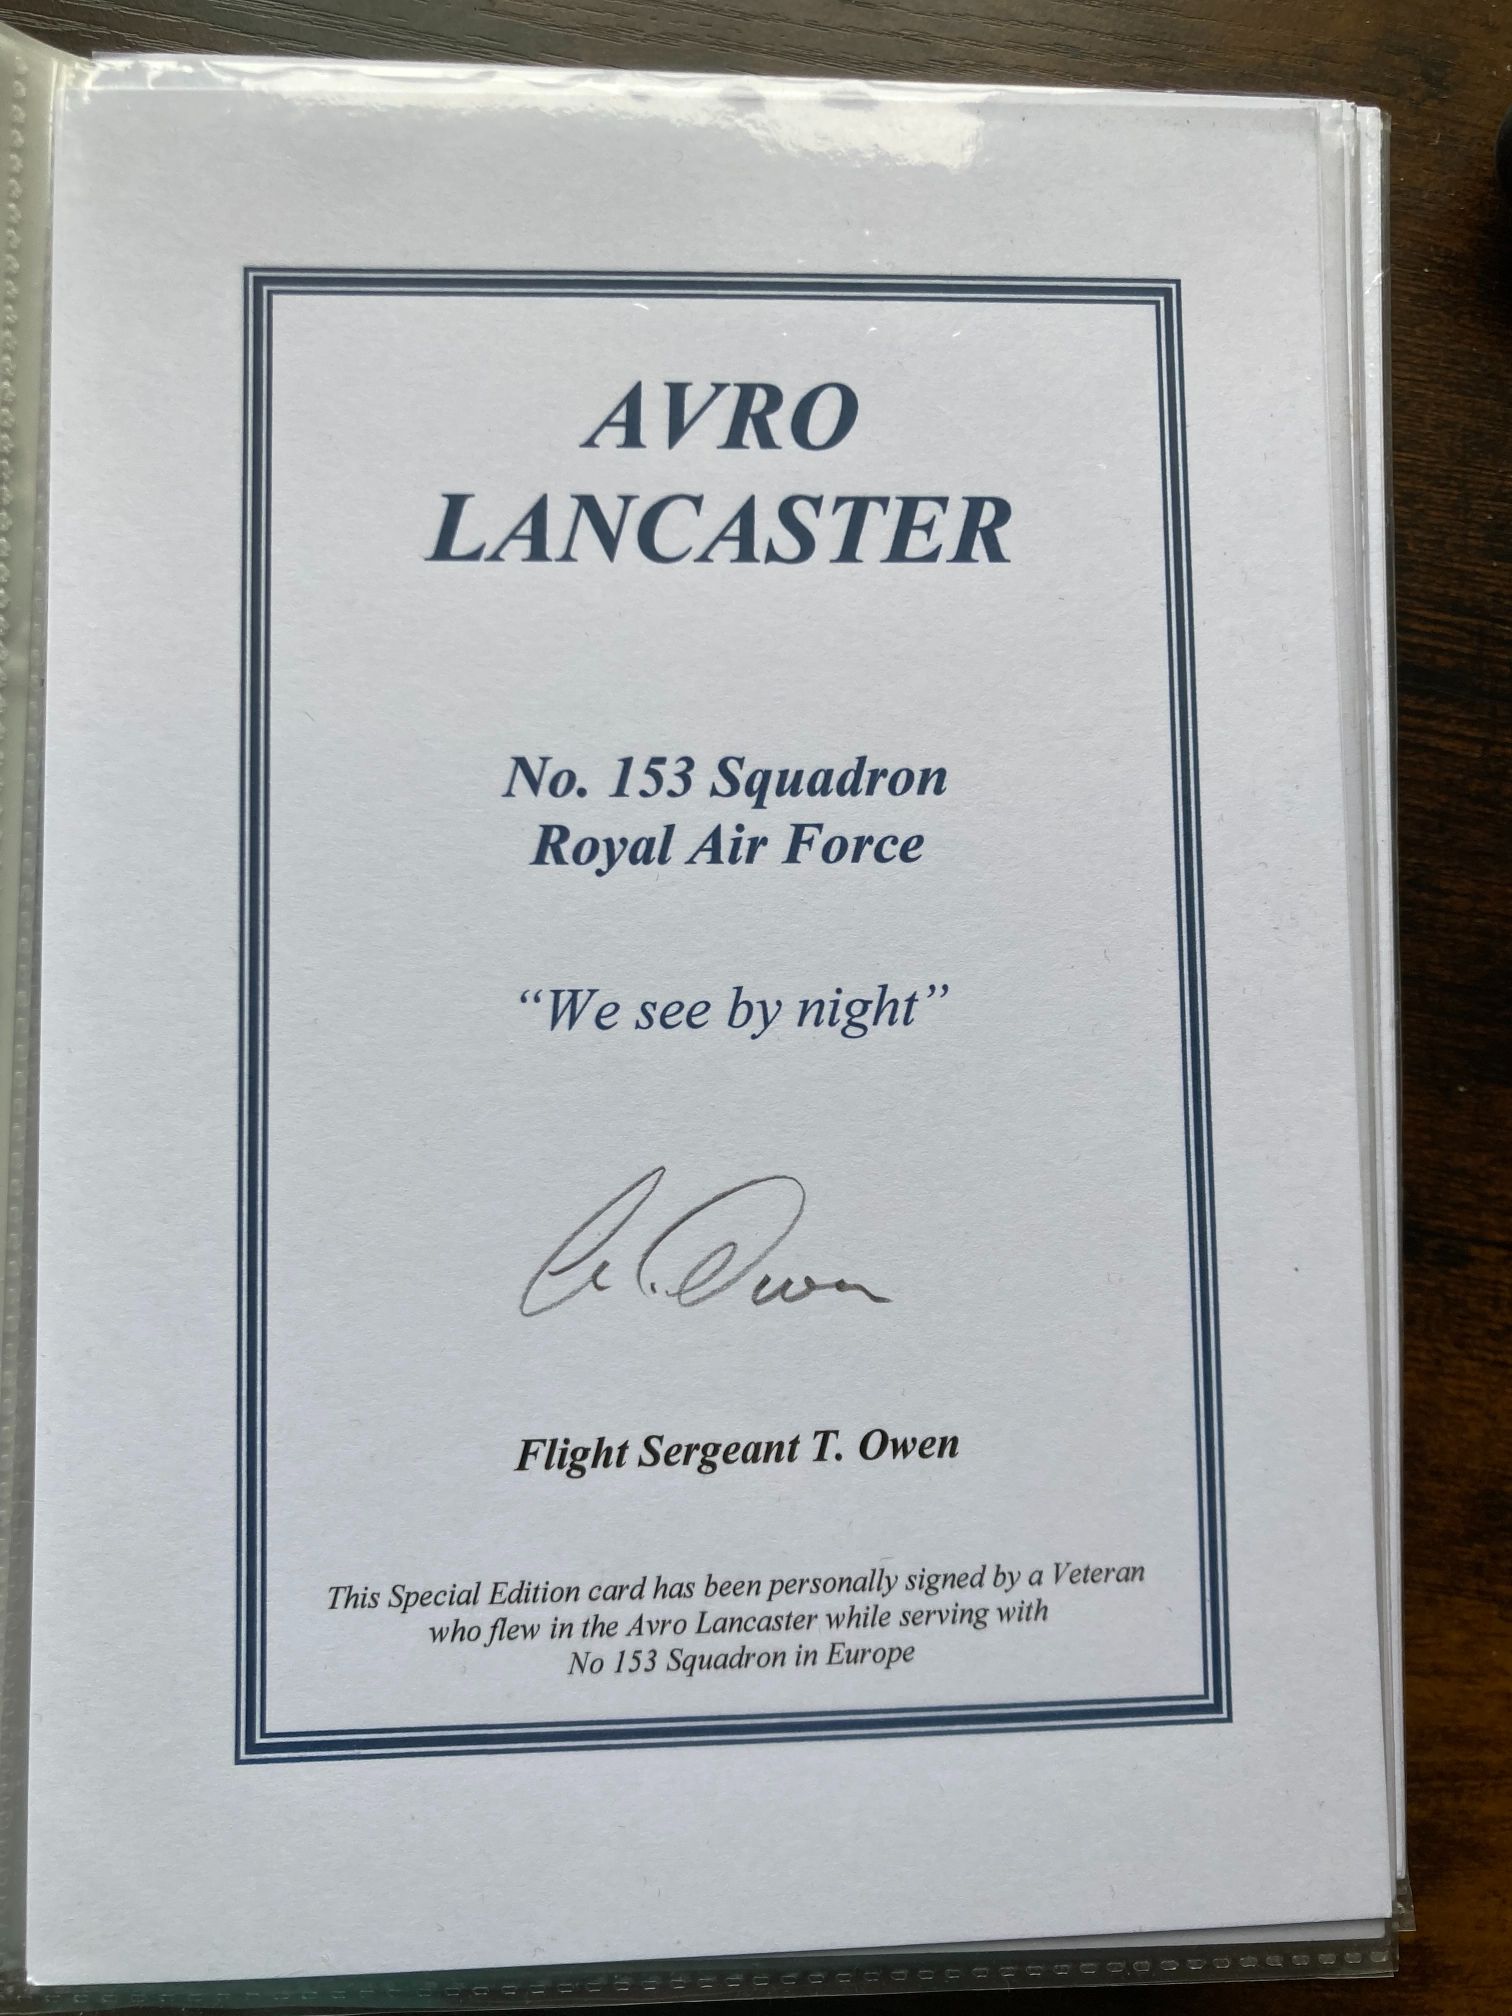 AVRO
LANCASTER
No. 153 Squadron
Royal Air Force
“We see by night”
Owen
Flight Sergeant T. Owen
This Special Edition card has been personally signed by a Veteran
who flew in the Avro Lancaster while serving with
No 153 Squadron in Europe